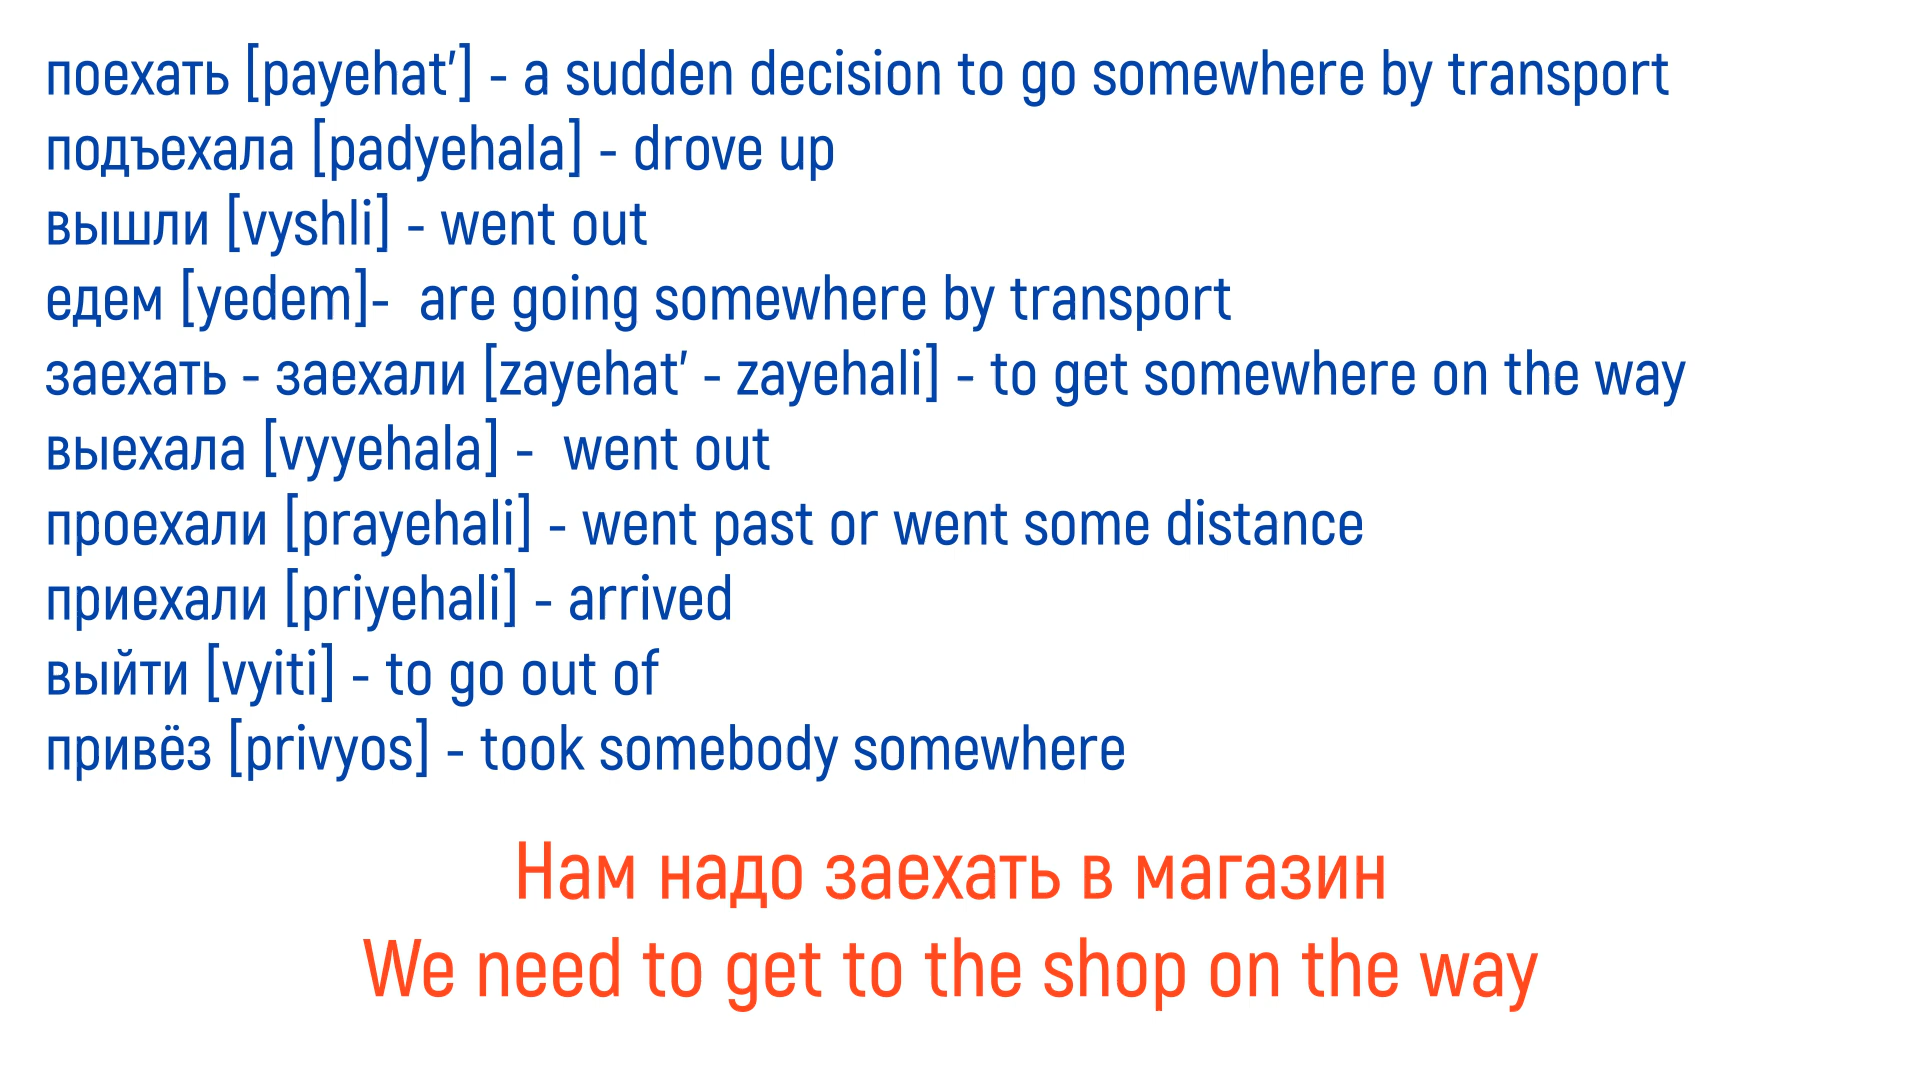 поехать [payehat’] - a sudden decision to go somewhere by transport
подъехала [padyehala] - drove up
вышли [vyshli] - went out
едем [yedem]-  are going somewhere by transport
заехать - заехали [zayehat’ - zayehali] - to get somewhere on the way
выехала [vyyehala] -  went out
проехали [prayehali] - went past or went some distance
приехали [priyehali] - arrived
выйти [vyiti] - to go out of
привёз [privyos] - took somebody somewhere
Нам надо заехать в магазин
We need to get to the shop on the way